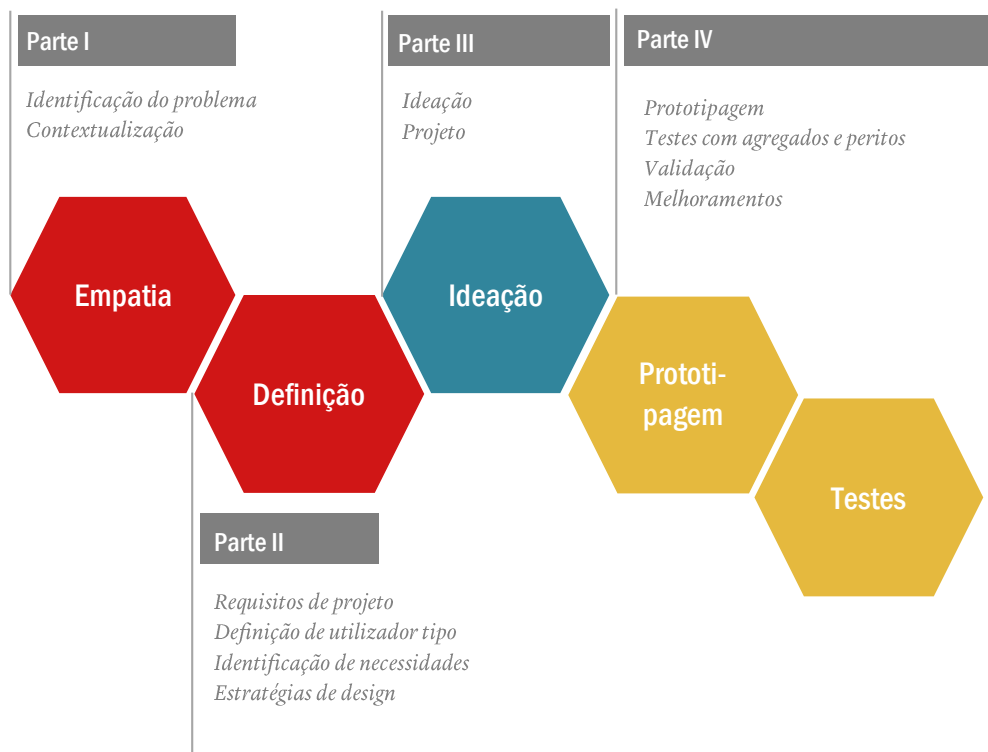 Parte I
Identificação do problema
Contextualização
Empatia
Definição
Parte II
Requisitos de projeto
Definição de utilizador tipo
Identificação de necessidades
Estratégias de design
Parte III
Ideação
Projeto
Ideação
Parte IV
Prototipagem
Testes com agregados e peritos
Validação
Melhoramentos
Prototi-
pagem
Testes